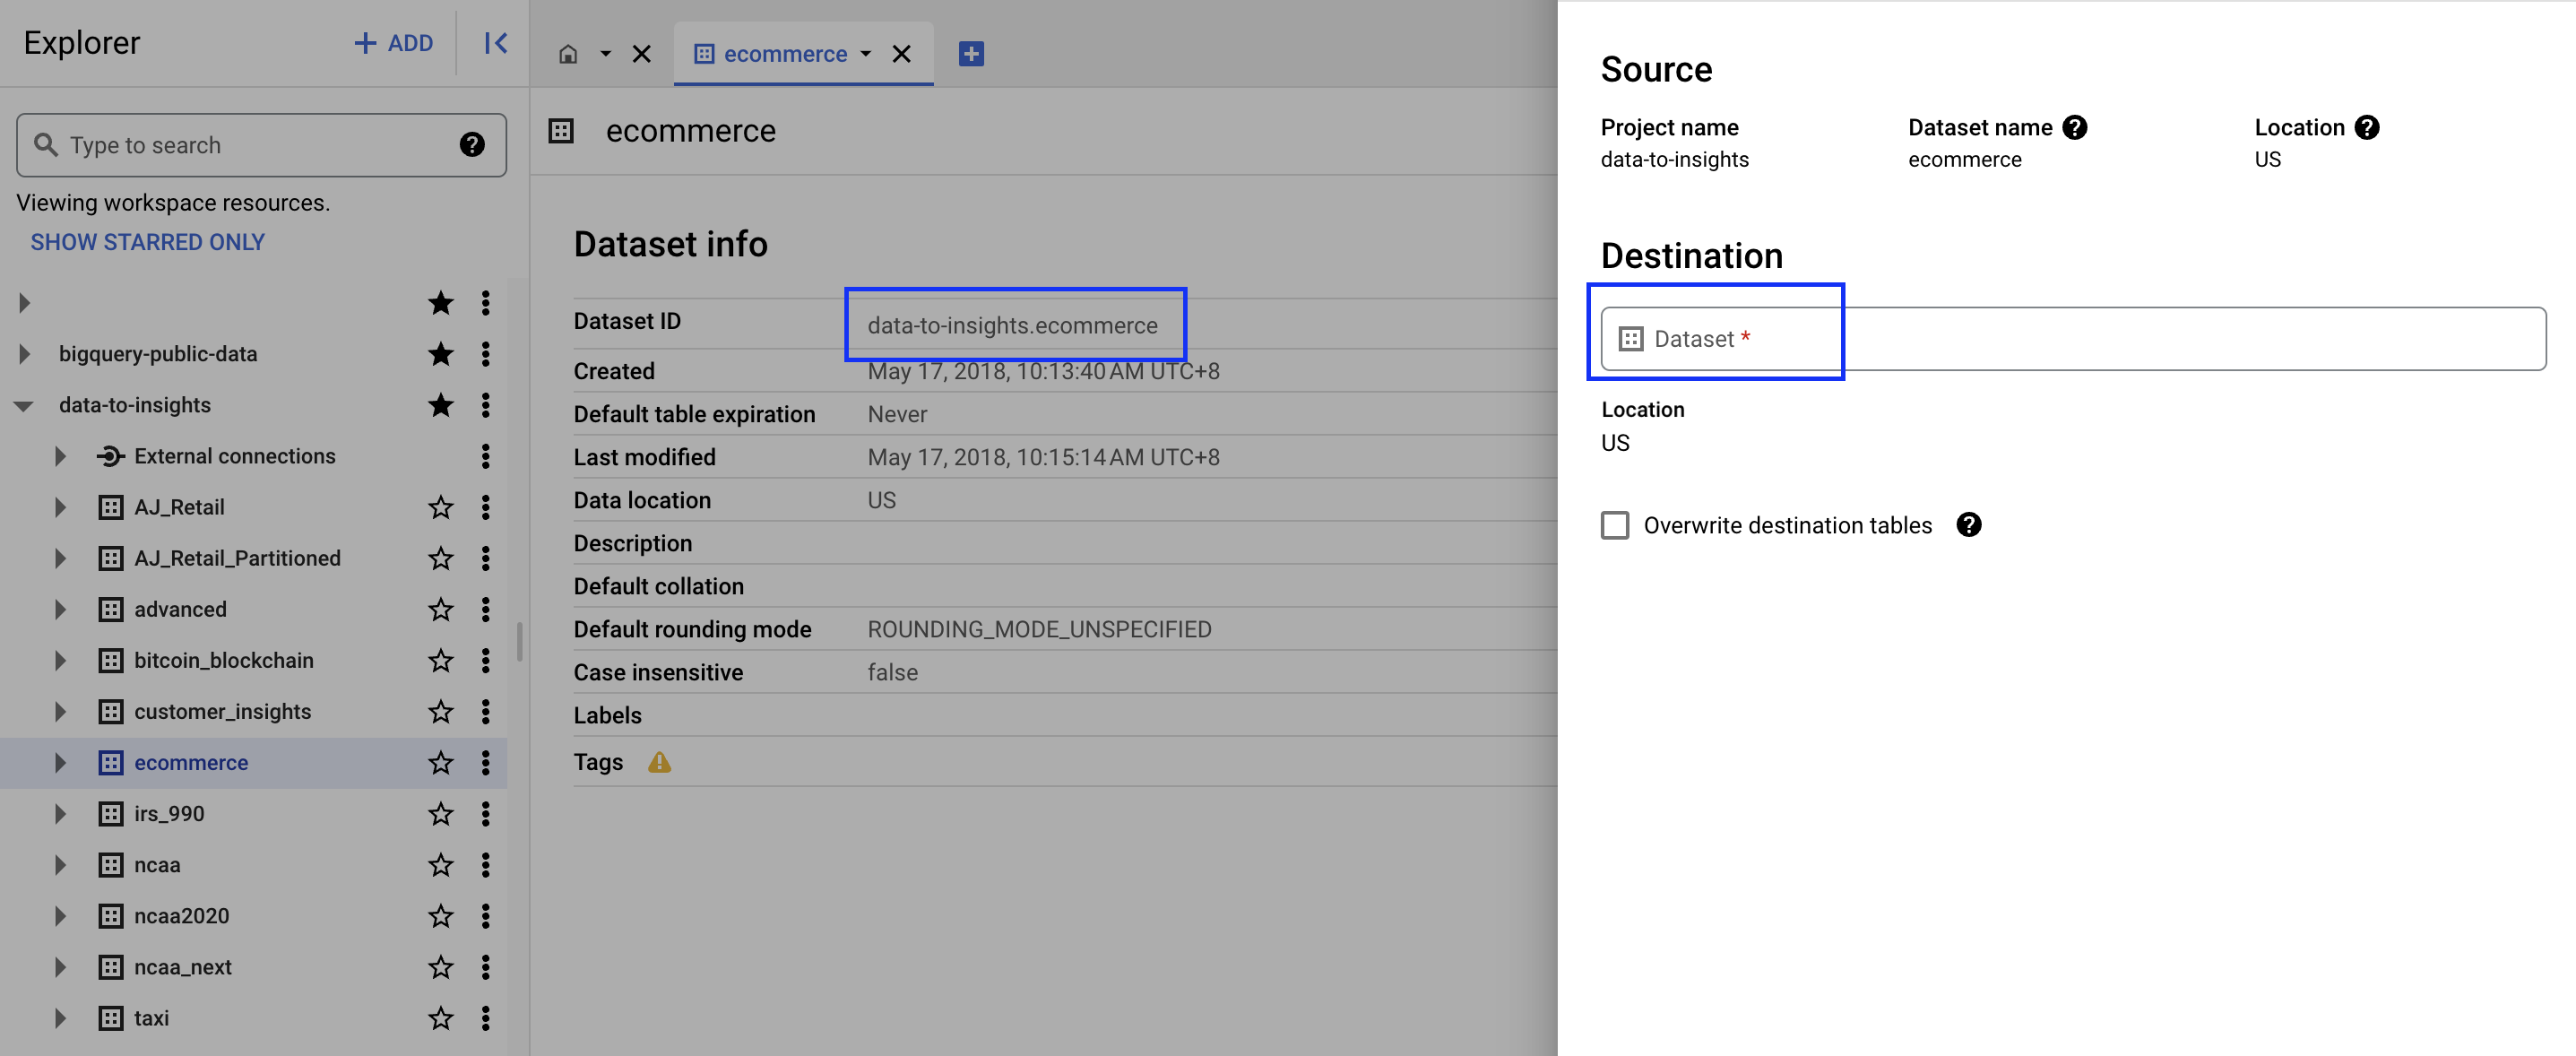 Explorer
ADD
Type to search
Viewing workspace resources.
SHOW STARRED ONLY
bigquery-public-data
data-to-insights
External connections
AJ_Retail
AJ_Retail_Partitioned
advanced
bitcoin_blockchain
customer_insights
ecommerce
irs_990
ncaa
ncaa2020
ncaa_next
taxi
ecommerce
ecommerce
Dataset info
Dataset ID data-to-insights.ecommerce
Created May 17, 2018, 10:13:40 AM UTC+8
Default table expiration Never
Last modified May 17, 2018, 10:15:14 AM UTC+8
Data location US
Description
Default collation
Default rounding mode ROUNDING_MODE_UNSPECIFIED
Case insensitive false
Labels
Tags
Source
Project name Dataset name Location
data-to-insights ecommerce US
Destination
Dataset *
Location
US
Overwrite destination tables